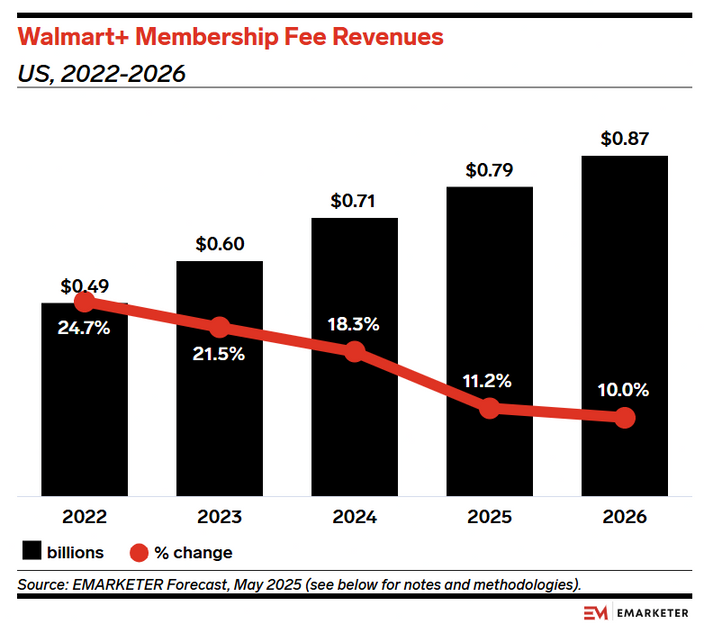 Walmart+ Membership Fee Revenues
US, 2022-2026
$0.49
$0.60
$0.71
$0.79
$0.87
24.7%
21.5%
18.3%
11.2%
10.0%
2022
2023
2024
2025
2026
billions
% change
Source: EMARKETER Forecast, May 2025 (see below for notes and methodologies).
EM EMARKETER